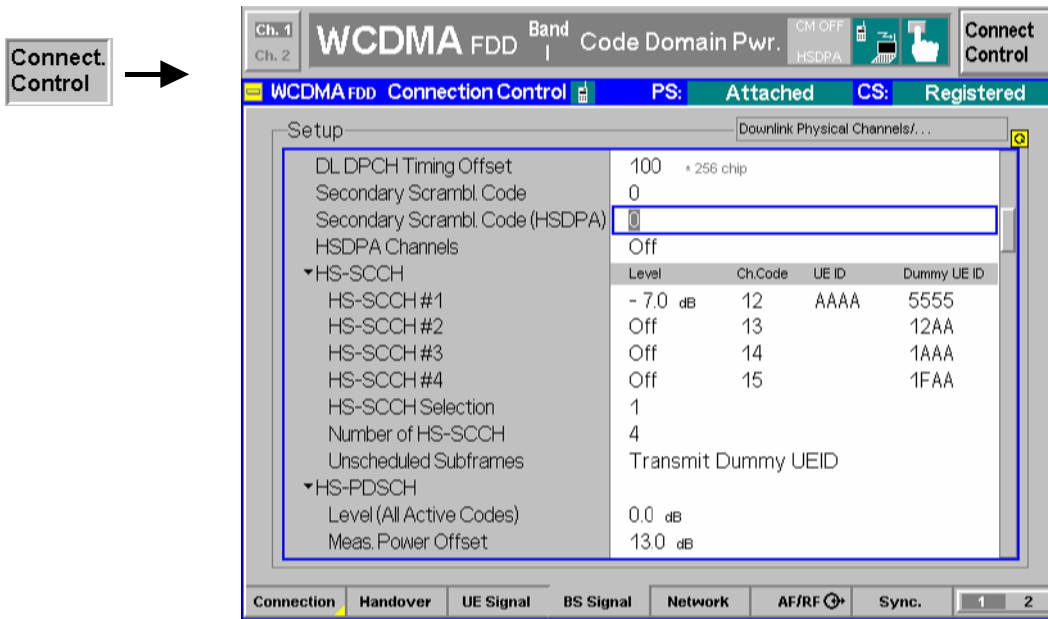 Connect.
Control
Ch. 1
Ch. 2
WCDMA FDD Band I Code Domain Pwr.
CM OFF
HSDPA
Connect
Control
WCDMA FDD Connection Control PS: Attached CS: Registered
Setup
Downlink Physical Channels/...
DL DPCH Timing Offset 100 * 256 chip
Secondary Scrambl. Code 0
Secondary Scrambl. Code (HSDPA) 0
HSDPA Channels Off
HS-SCCH Level Ch.Code UE ID Dummy UE ID
HS-SCCH #1 - 7.0 dB 12 AAAA 5555
HS-SCCH #2 Off 13 12AA
HS-SCCH #3 Off 14 1AAA
HS-SCCH #4 Off 15 1FAA
HS-SCCH Selection 1
Number of HS-SCCH 4
Unscheduled Subframes Transmit Dummy UEID
HS-PDSCH
Level (All Active Codes) 0.0 dB
Meas. Power Offset 13.0 dB
Connection Handover UE Signal BS Signal Network AF/RF Sync. 1 2